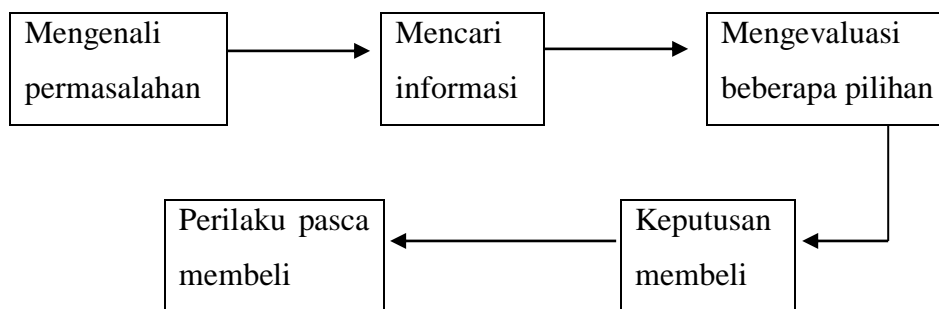 Mengenali
permasalahan
Mencari
informasi
Mengevaluasi
beberapa pilihan
Keputusan
membeli
Perilaku pasca
membeli